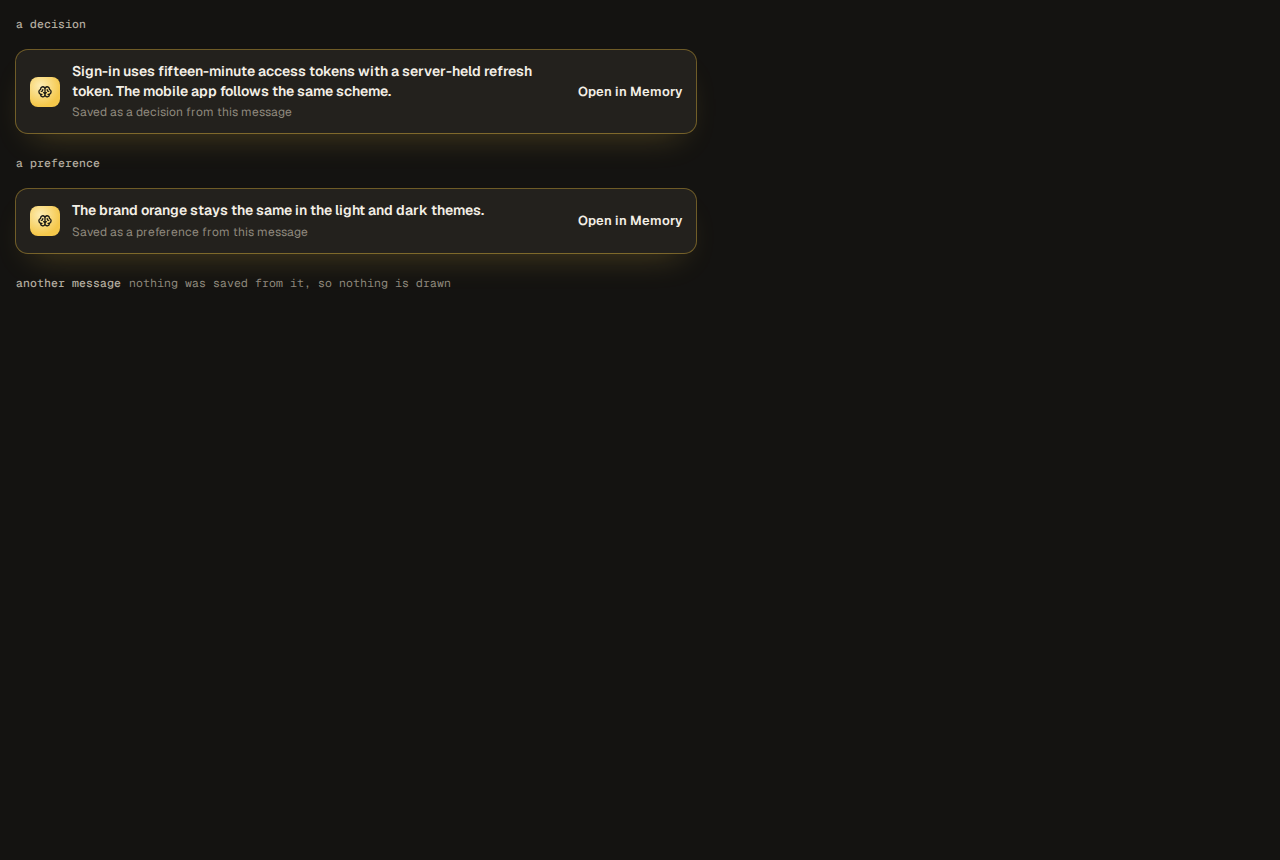 a decision
Sign-in uses fifteen-minute access tokens with a server-held refresh
token. The mobile app follows the same scheme.
Open in Memory
Saved as a decision from this message
a preference
The brand orange stays the same in the light and dark themes.
Open in Memory
Saved as a preference from this message
another message nothing was saved from it, so nothing is drawn